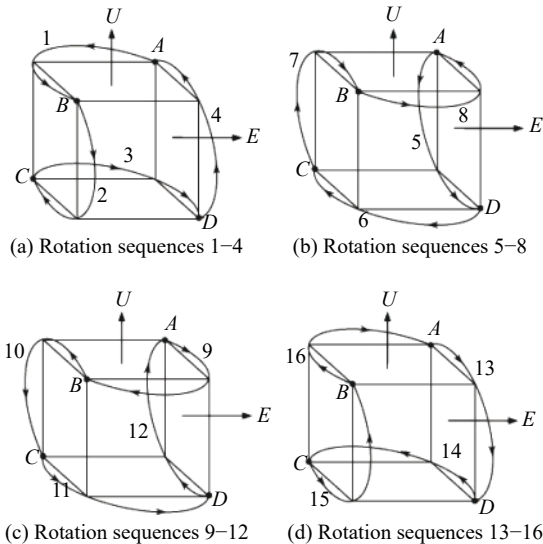 U
1
A
B
4
E
3
C
2
D
(a) Rotation sequences 1−4
U
7
A
B
8
5
E
C
6
D
(b) Rotation sequences 5−8
U
10
A
9
B
E
12
C
11
D
(c) Rotation sequences 9−12
U
A
16
13
B
E
14
C
15
D
(d) Rotation sequences 13−16